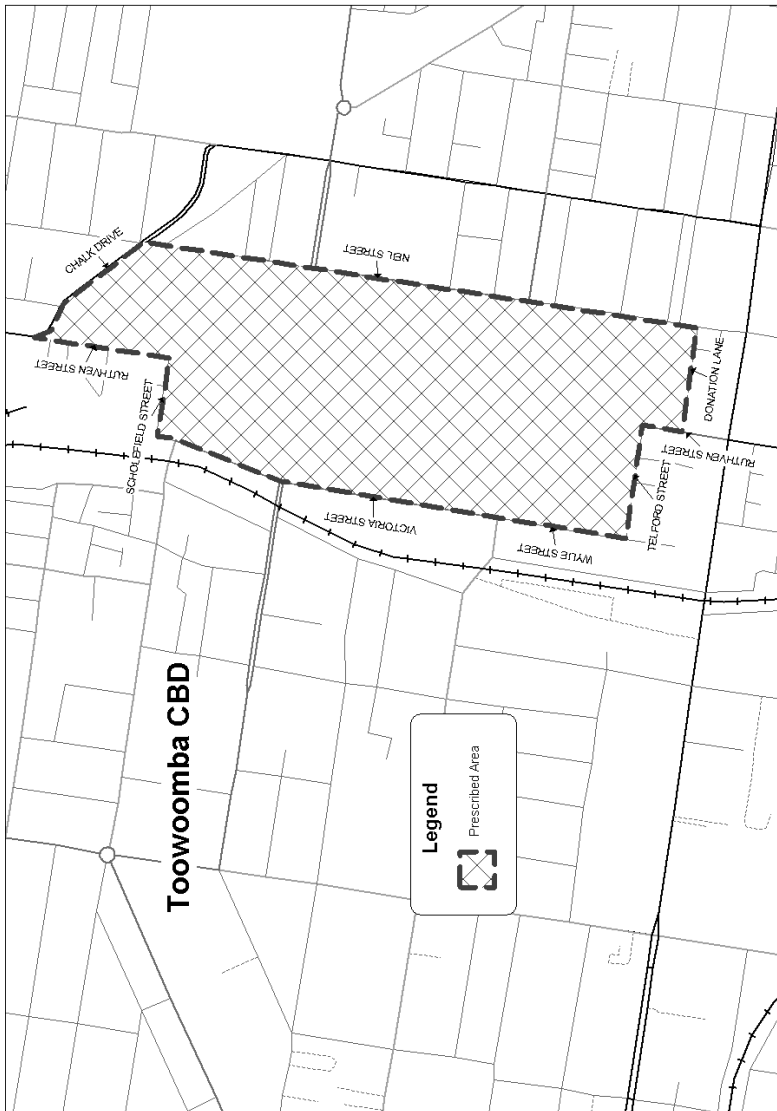 CHALK DRIVE
RUTHVEN STREET
SCHOLEFIELD STREET
NEIL STREET
VICTORIA STREET
WYLIE STREET
TELFORD STREET
DONATION LANE
RUTHVEN STREET
Toowoomba CBD
Legend
Prescribed Area